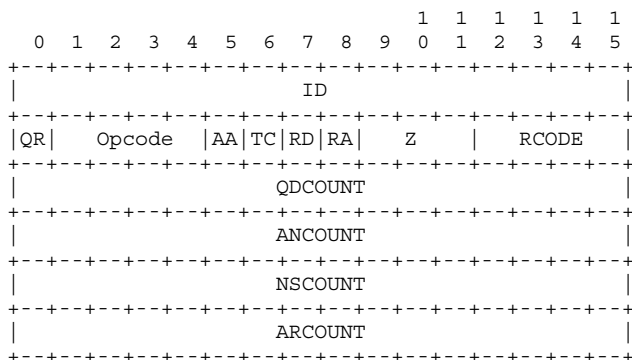 1  1  1  1  1  1
  0  1  2  3  4  5  6  7  8  9  0  1  2  3  4  5
+--+--+--+--+--+--+--+--+--+--+--+--+--+--+--+--+
|                      ID                       |
+--+--+--+--+--+--+--+--+--+--+--+--+--+--+--+--+
|QR|   Opcode  |AA|TC|RD|RA|   Z    |   RCODE   |
+--+--+--+--+--+--+--+--+--+--+--+--+--+--+--+--+
|                    QDCOUNT                    |
+--+--+--+--+--+--+--+--+--+--+--+--+--+--+--+--+
|                    ANCOUNT                    |
+--+--+--+--+--+--+--+--+--+--+--+--+--+--+--+--+
|                    NSCOUNT                    |
+--+--+--+--+--+--+--+--+--+--+--+--+--+--+--+--+
|                    ARCOUNT                    |
+--+--+--+--+--+--+--+--+--+--+--+--+--+--+--+--+